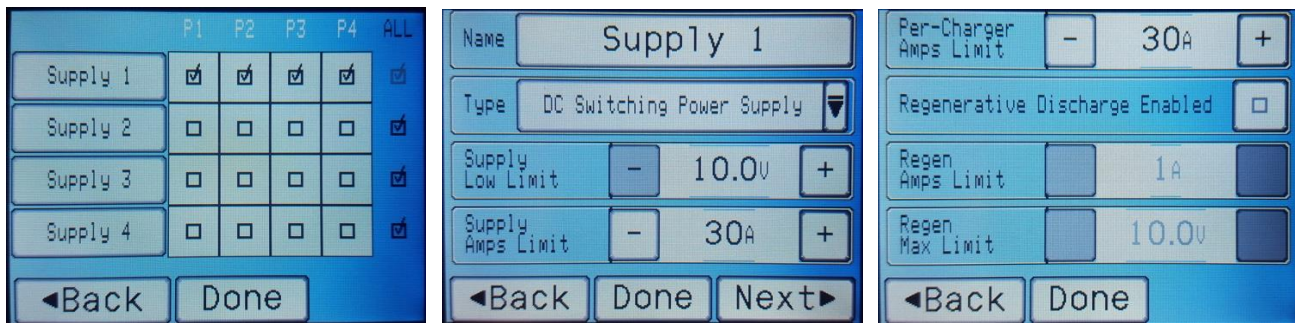 P1 P2 P3 P4 ALL
Supply 1
Supply 2
Supply 3
Supply 4
◄Back Done
Name Supply 1
Type DC Switching Power Supply
Supply
Low Limit - 10.0V +
Supply
Amps Limit - 30A +
◄Back Done Next►
Per-Charger
Amps Limit - 30A +
Regenerative Discharge Enabled
Regen
Amps Limit 1A
Regen
Max Limit 10.0V
◄Back Done